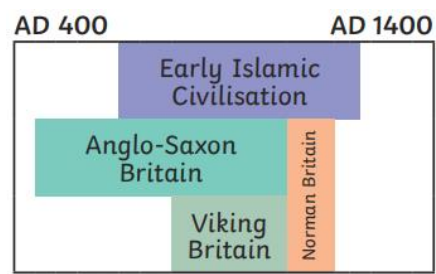 AD 400
AD 1400
Early Islamic
Civilisation
Anglo-Saxon
Britain
Norman Britain
Viking
Britain